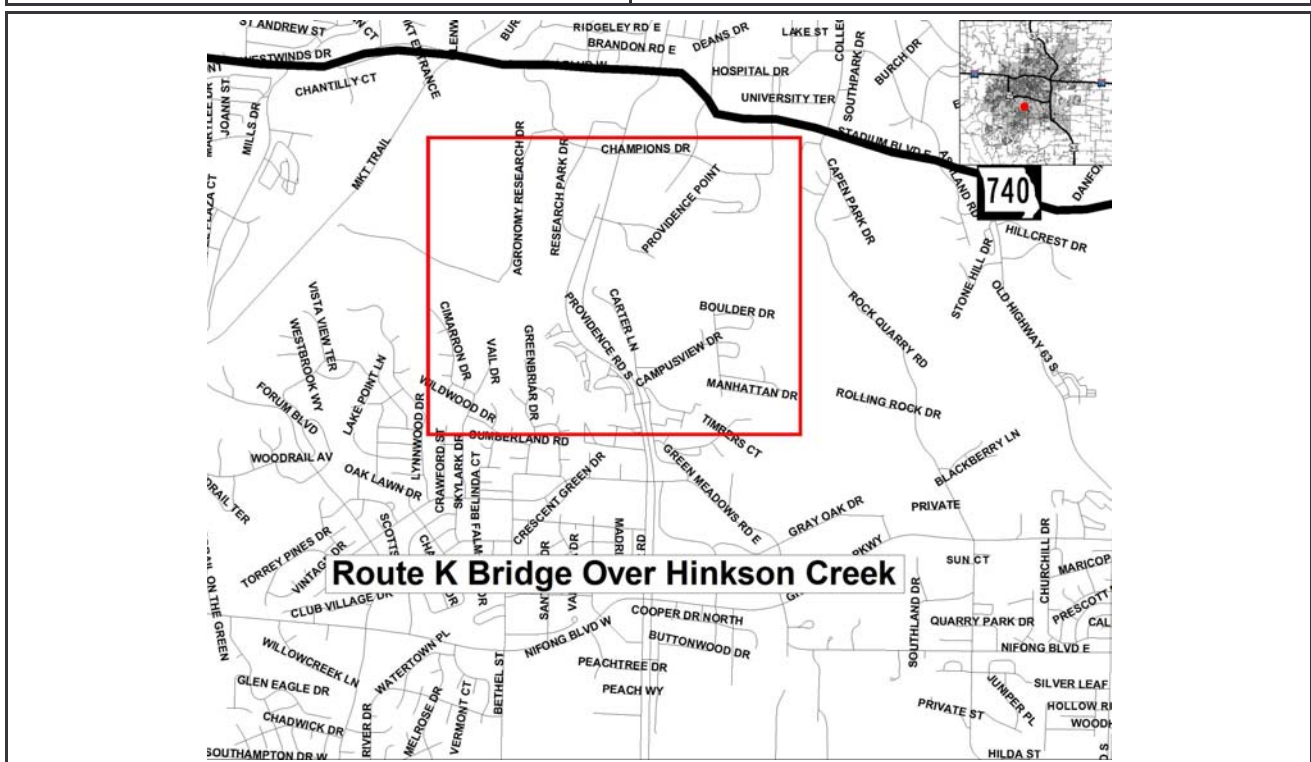 ST ANDREW ST
RIDGELEY RD E
BRANDON RD E
DEANS DR
LAKE ST
WESTWINDS DR
CHANTILLY CT
HOSPITAL DR
SOUTHPARK DR
BURCH DR
UNIVERSITY TER
JOANN ST
MILLS DR
MKT TRAIL
STADIUM BLVD E
CHAMPIONS DR
AGRONOMY RESEARCH DR
RESEARCH PARK DR
PROVIDENCE POINT
CAPEN PARK DR
740
HILLCREST DR
STONE HILL DR
OLD HIGHWAY 63 S
VISTA VIEW TER
WESTBROOK WY
CIMARRON DR
VAIL DR
GREENBRIAR DR
PROVIDENCE RD S
CARTER LN
BOULDER DR
CAMPUSVIEW DR
MANHATTAN DR
ROCK QUARRY RD
ROLLING ROCK DR
FORUM BLVD
LAKE POINT LN
LYNNWOOD DR
WILDWOOD DR
CUMBERLAND RD
TIMBERS CT
WOODRAIL AV
OAK LAWN DR
CRAWFORD ST
SKYLARK DR
BELINDA CT
CRESCENT GREEN DR
GREEN MEADOWS RD E
BLACKBERRY LN
GRAY OAK DR
PRIVATE
TORREY PINES DR
VINTAGE DR
SUN CT
CHURCHILL DR
Route K Bridge Over Hinkson Creek
CLUB VILLAGE DR
COOPER DR NORTH
SOUTHLAND DR
QUARRY PARK DR
NIFONG BLVD W
BUTTONWOOD DR
NIFONG BLVD E
WILLOWCREEK LN
WATERTOWN PL
BETHEL ST
PEACHTREE DR
GLEN EAGLE DR
PEACH WY
JUNIPER PL
SILVER LEAF
PRIVATE ST
CHADWICK DR
RIVER DR
MELROSE DR
VERMONT CT
SOUTHAMPTON DR W
HILDA ST